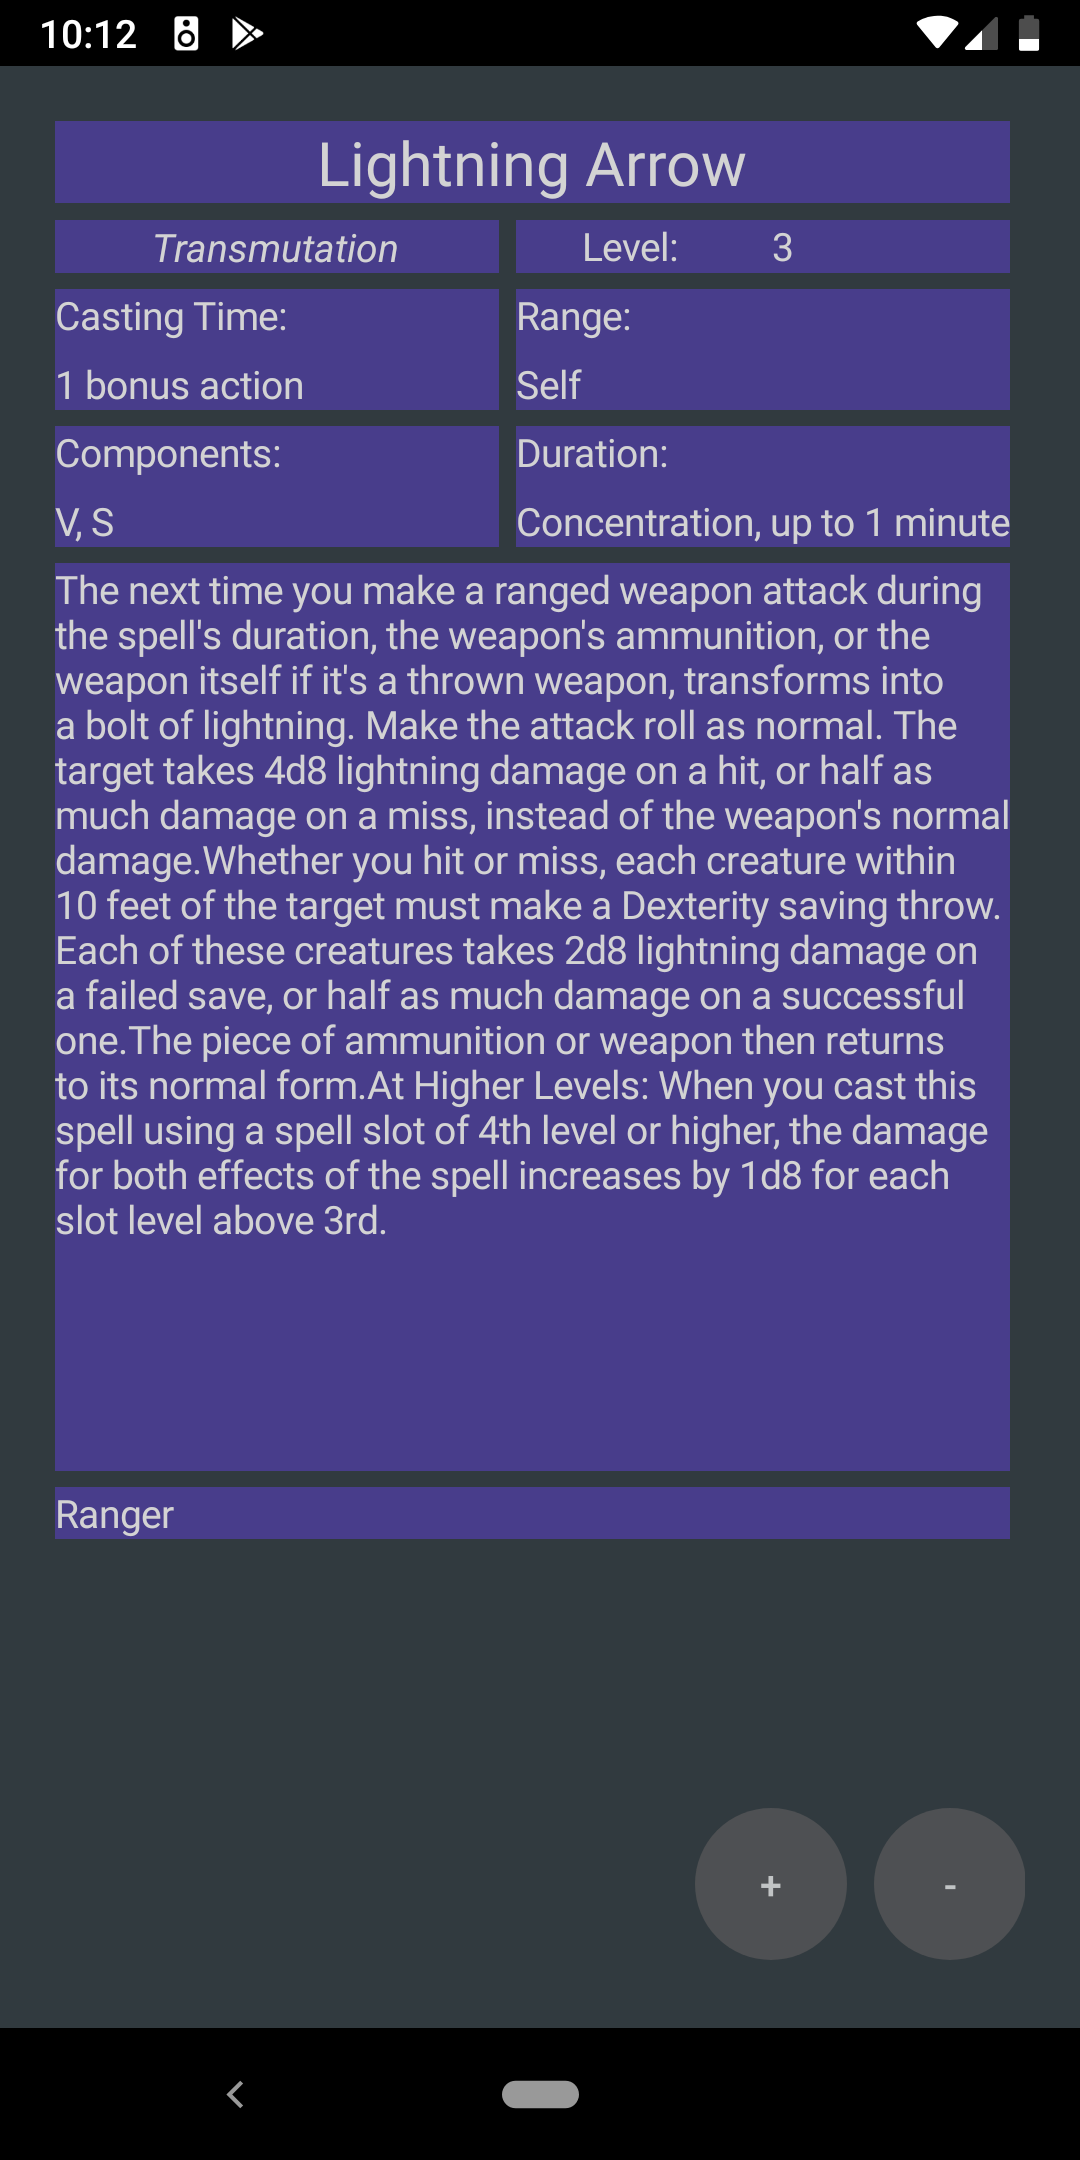 10:12
Lightning Arrow
Transmutation
Level: 3
Casting Time:
1 bonus action
Range:
Self
Components:
V, S
Duration:
Concentration, up to 1 minute
The next time you make a ranged weapon attack during
the spell's duration, the weapon's ammunition, or the
weapon itself if it's a thrown weapon, transforms into
a bolt of lightning. Make the attack roll as normal. The
target takes 4d8 lightning damage on a hit, or half as
much damage on a miss, instead of the weapon's normal
damage.Whether you hit or miss, each creature within
10 feet of the target must make a Dexterity saving throw.
Each of these creatures takes 2d8 lightning damage on
a failed save, or half as much damage on a successful
one.The piece of ammunition or weapon then returns
to its normal form.At Higher Levels: When you cast this
spell using a spell slot of 4th level or higher, the damage
for both effects of the spell increases by 1d8 for each
slot level above 3rd.
Ranger
+ -